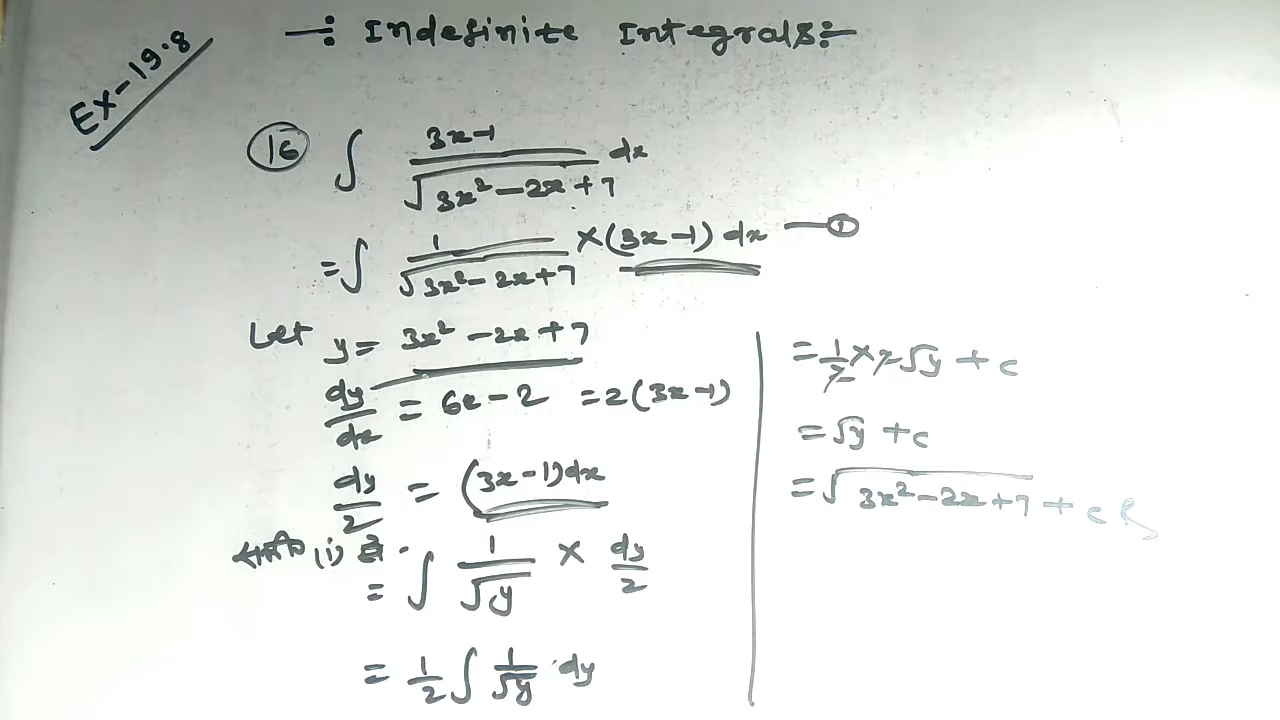 Ex-19.8
-: Indefinite Integrals:-
(16) ∫ (3x-1)/√(3x²-2x+7) dx
= ∫ 1/√(3x²-2x+7) × (3x-1) dx — (1)
Let y = 3x²-2x+7
dy/dx = 6x-2 = 2(3x-1)
dy/2 = (3x-1)dx
(i)
= ∫ 1/√y × dy/2
= 1/2 ∫ 1/√y dy
= 1/2 × 2√y + c
= √y + c
= √(3x²-2x+7) + c